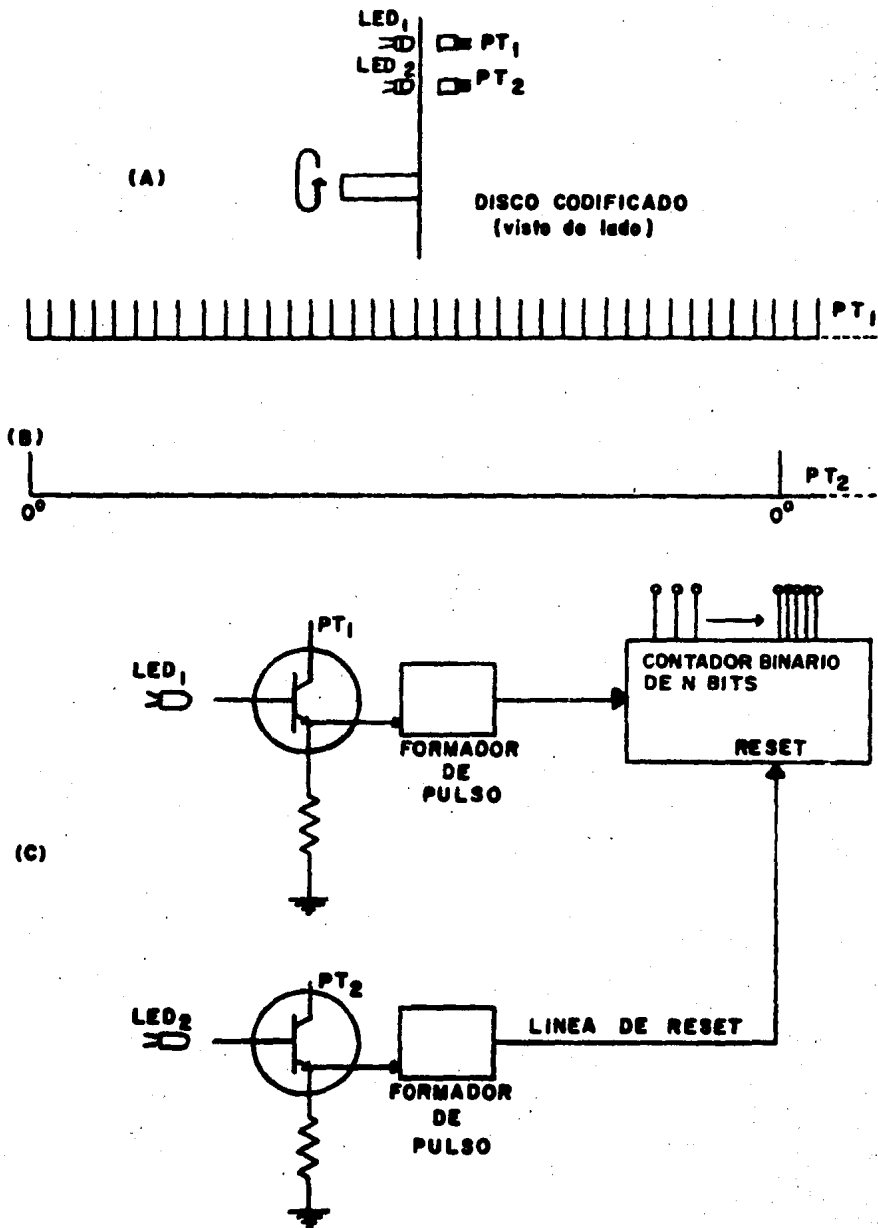 LED1
PT1
LED2
PT2
(A)
DISCO CODIFICADO
(visto de lado)
PT1
(B)
PT2
0° 0°
PT1
LED1
CONTADOR BINARIO
DE N BITS
RESET
FORMADOR
DE
PULSO
(C)
PT2
LED2
LINEA DE RESET
FORMADOR
DE
PULSO